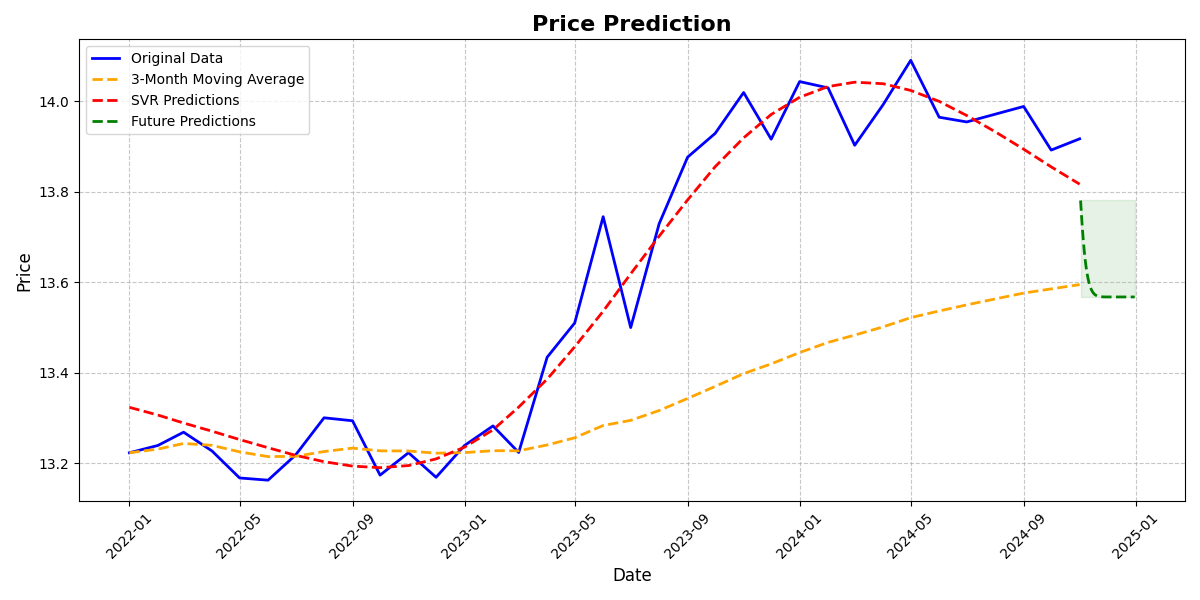 Price Prediction
Original Data
3-Month Moving Average
SVR Predictions
Future Predictions
Price
14.0
13.8
13.6
13.4
13.2
2022-01
2022-05
2022-09
2023-01
2023-05
2023-09
2024-01
2024-05
2024-09
2025-01
Date